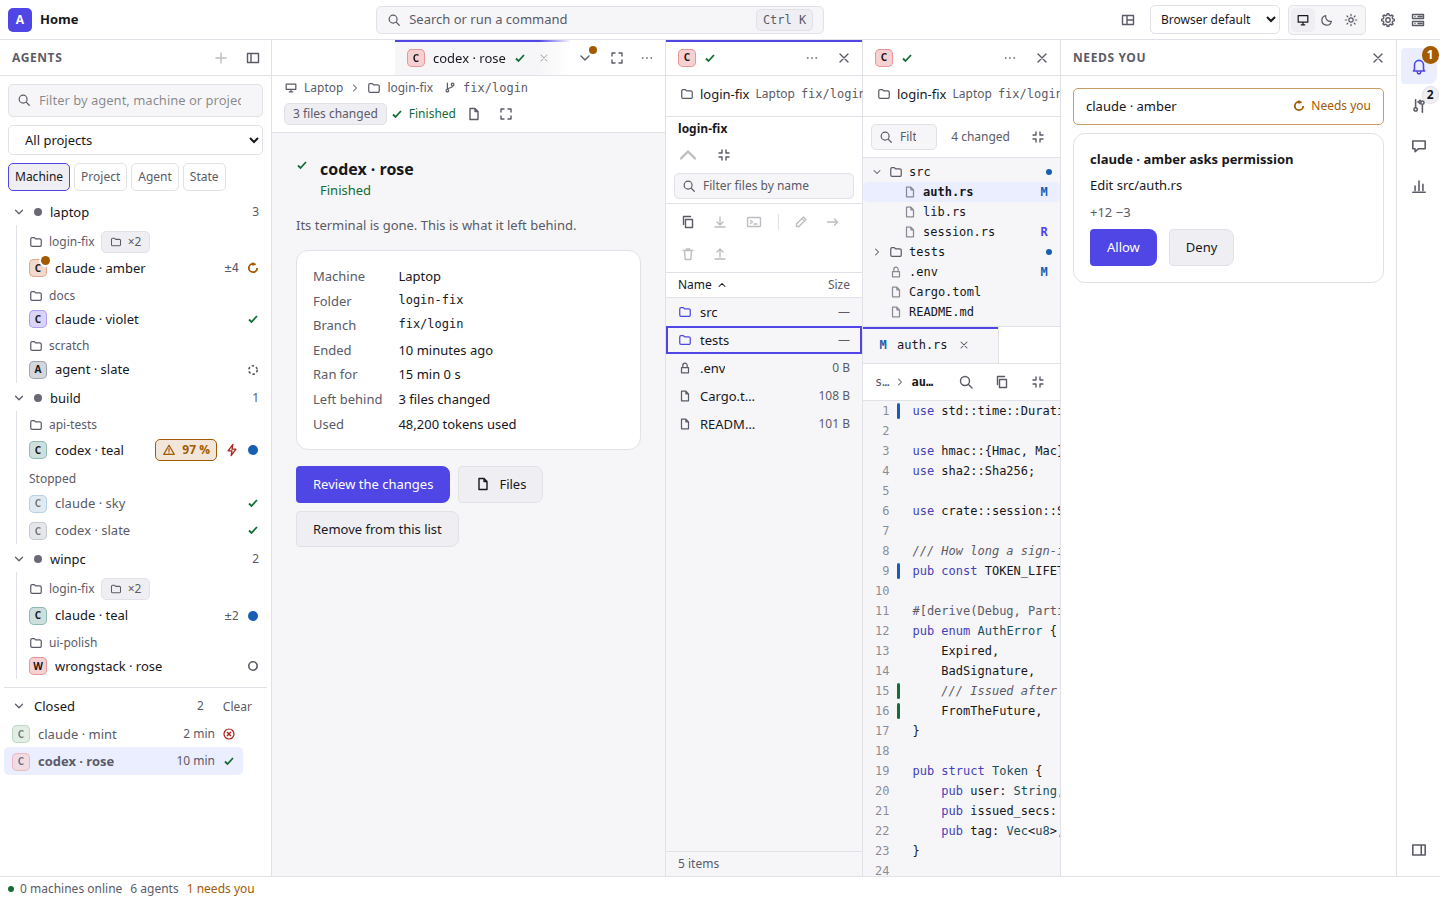 A Home
Search or run a command Ctrl K
Browser default
AGENTS
Filter by agent, machine or projec
All projects
Machine Project Agent State
laptop 3
login-fix ×2
C claude · amber ±4
docs
C claude · violet
scratch
A agent · slate
build 1
api-tests
C codex · teal 97 %
Stopped
C claude · sky
C codex · slate
winpc 2
login-fix ×2
C claude · teal ±2
ui-polish
W wrongstack · rose
Closed 2 Clear
C claude · mint 2 min
C codex · rose 10 min
C codex · rose
Laptop login-fix fix/login
3 files changed Finished
codex · rose
Finished
Its terminal is gone. This is what it left behind.
Machine Laptop
Folder login-fix
Branch fix/login
Ended 10 minutes ago
Ran for 15 min 0 s
Left behind 3 files changed
Used 48,200 tokens used
Review the changes Files
Remove from this list
C
login-fix Laptop fix/login
login-fix
Filter files by name
Name Size
src —
tests —
.env 0 B
Cargo.t... 108 B
READM... 101 B
5 items
C
login-fix Laptop fix/login
Filt 4 changed
src
auth.rs M
lib.rs
session.rs R
tests
.env M
Cargo.toml
README.md
M auth.rs
s... au...
1 use std::time::Durati
2
3 use hmac::{Hmac, Mac}
4 use sha2::Sha256;
5
6 use crate::session::S
7
8 /// How long a sign-i
9 pub const TOKEN_LIFET
10
11 #[derive(Debug, Parti
12 pub enum AuthError {
13 Expired,
14 BadSignature,
15 /// Issued after
16 FromTheFuture,
17 }
18
19 pub struct Token {
20 pub user: String,
21 pub issued_secs:
22 pub tag: Vec<u8>,
23 }
24
NEEDS YOU
claude · amber Needs you
claude · amber asks permission
Edit src/auth.rs
+12 −3
Allow Deny
1
2
0 machines online 6 agents 1 needs you